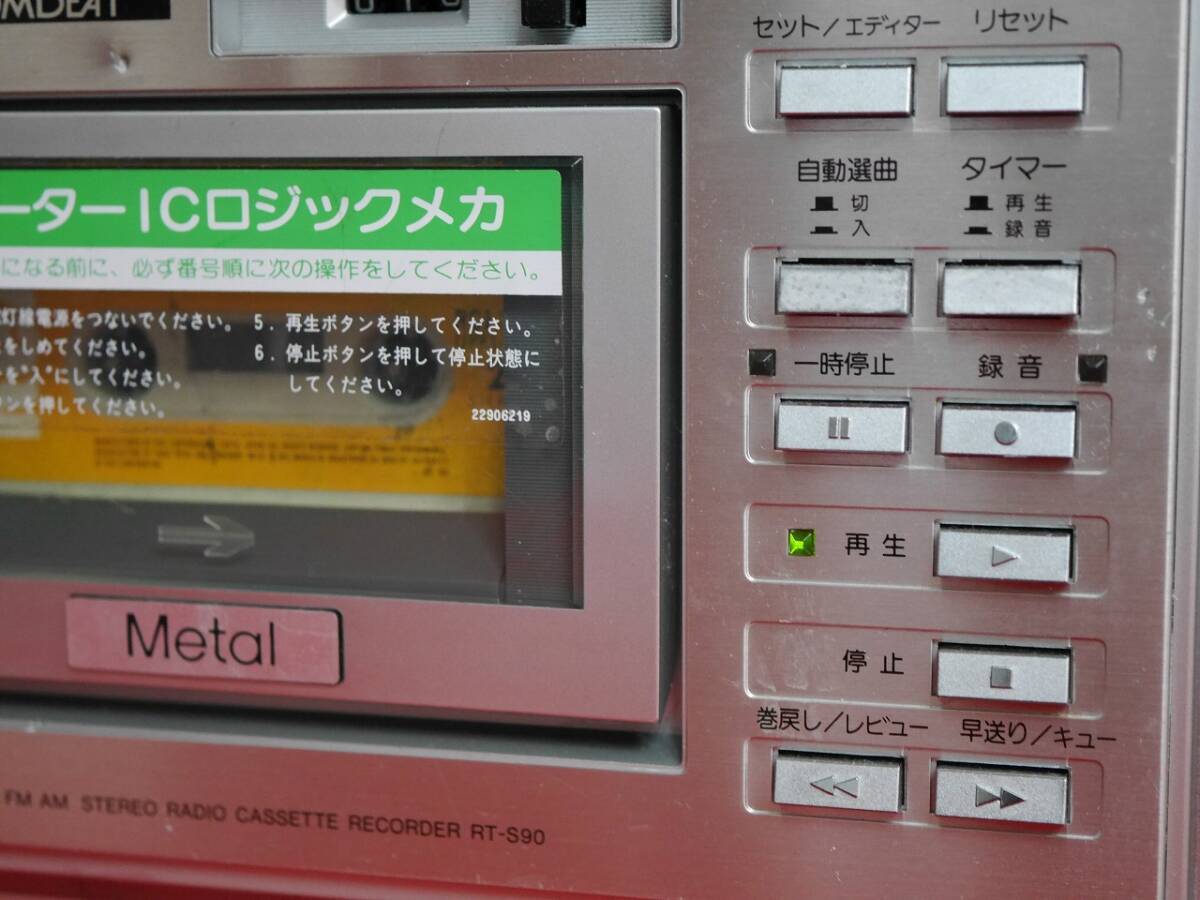 セット/エディター リセット
自動選曲 タイマー
切 再生
入 録音
ーターICロジックメカ
になる前に、必ず番号順に次の操作をしてください。
灯線電源をつないでください。 5. 再生ボタンを押してください。
をしめてください。 6. 停止ボタンを押して停止状態に
を"入"にしてください。 してください。
ンを押してください。
22906219
一時停止 録音
再生
停止
巻戻し/レビュー 早送り/キュー
Metal
FM AM STEREO RADIO CASSETTE RECORDER RT-S90